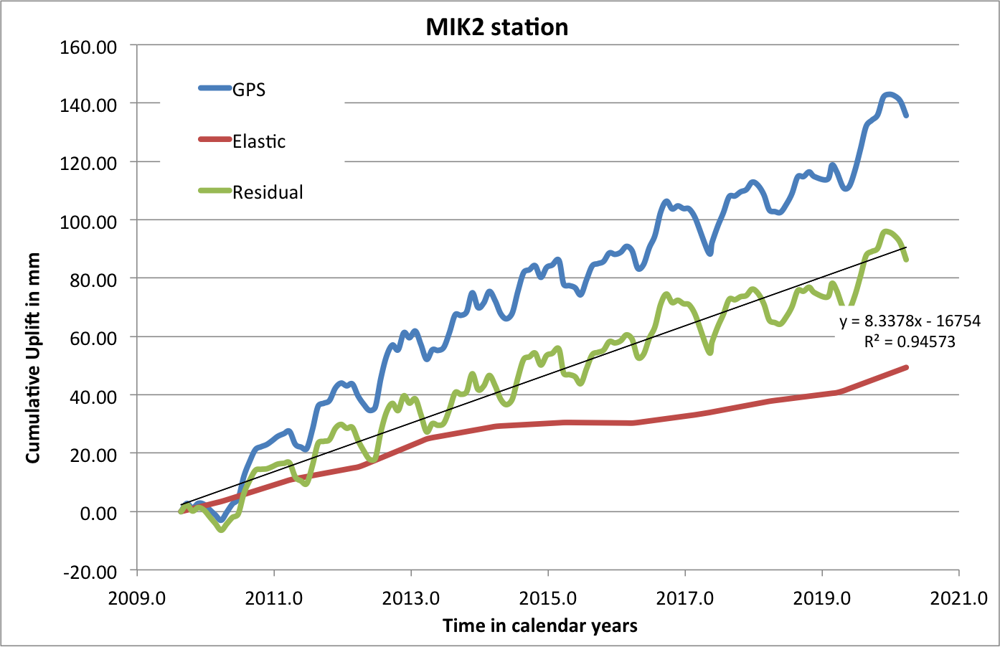 MIK2 station
160.00
140.00
120.00
100.00
80.00
60.00
40.00
20.00
0.00
-20.00
Cumulative Uplift in mm
GPS
Elastic
Residual
y = 8.3378x - 16754
R² = 0.94573
2009.0 2011.0 2013.0 2015.0 2017.0 2019.0 2021.0
Time in calendar years